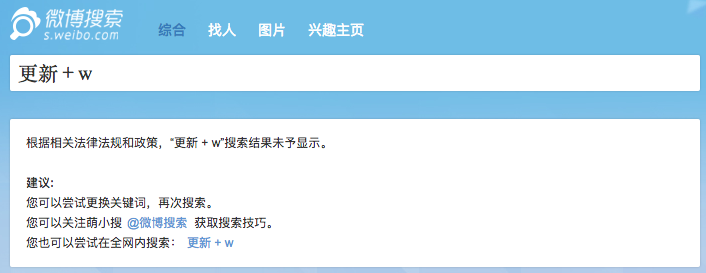 微博搜索
s.weibo.com
综合 找人 图片 兴趣主页
更新 + w
根据相关法律法规和政策，“更新 + w”搜索结果未予显示。
建议：
您可以尝试更换关键词，再次搜索。
您可以关注萌小搜 @微博搜索 获取搜索技巧。
您也可以尝试在全网内搜索： 更新 + w